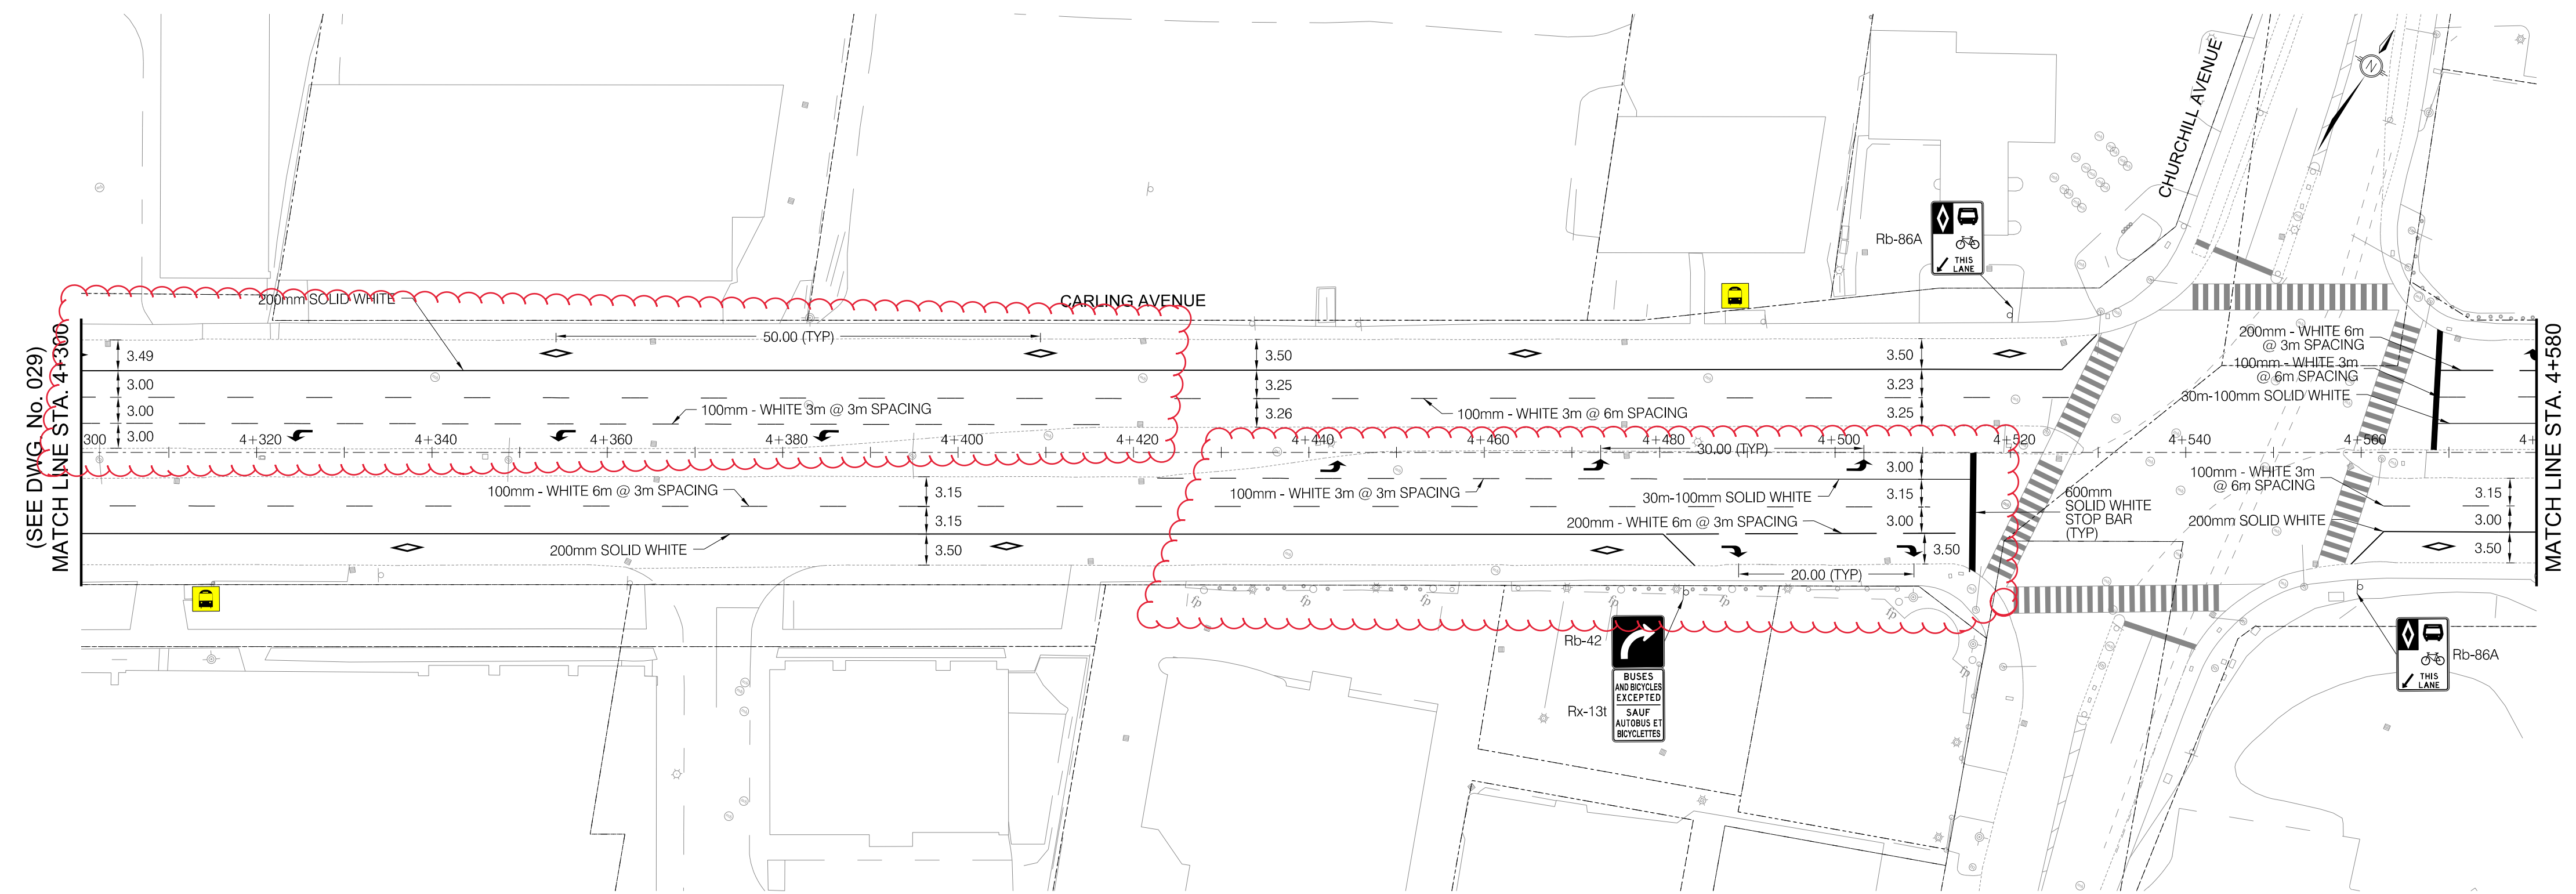 CHURCHILL AVENUE
N
Rb-86A
THIS
LANE
CARLING AVENUE
200mm SOLID WHITE
50.00 (TYP)
(SEE DWG. No. 029)
MATCH LINE STA. 4+300
3.49
3.00
3.00
3.00
3.50
3.25
3.26
3.50
3.23
3.25
200mm - WHITE 6m
@ 3m SPACING
100mm - WHITE 3m
@ 6m SPACING
30m-100mm SOLID WHITE
MATCH LINE STA. 4+580
100mm - WHITE 3m @ 3m SPACING
100mm - WHITE 3m @ 6m SPACING
300
4+320
4+340
4+360
4+380
4+400
4+420
4+440
4+460
4+480
4+500
4+520
4+540
4+560
4+
30.00 (TYP)
100mm - WHITE 6m @ 3m SPACING
3.15
3.15
3.50
100mm - WHITE 3m @ 3m SPACING
30m-100mm SOLID WHITE
200mm - WHITE 6m @ 3m SPACING
3.00
3.15
3.00
3.50
600mm
SOLID WHITE
STOP BAR
(TYP)
100mm - WHITE 3m
@ 6m SPACING
200mm SOLID WHITE
3.15
3.00
3.50
200mm SOLID WHITE
20.00 (TYP)
fp
fp
fp
fp
fp
fp
fp
Rb-42
BUSES
AND BICYCLES
EXCEPTED
SAUF
AUTOBUS ET
BICYCLETTES
Rx-13t
Rb-86A
THIS
LANE